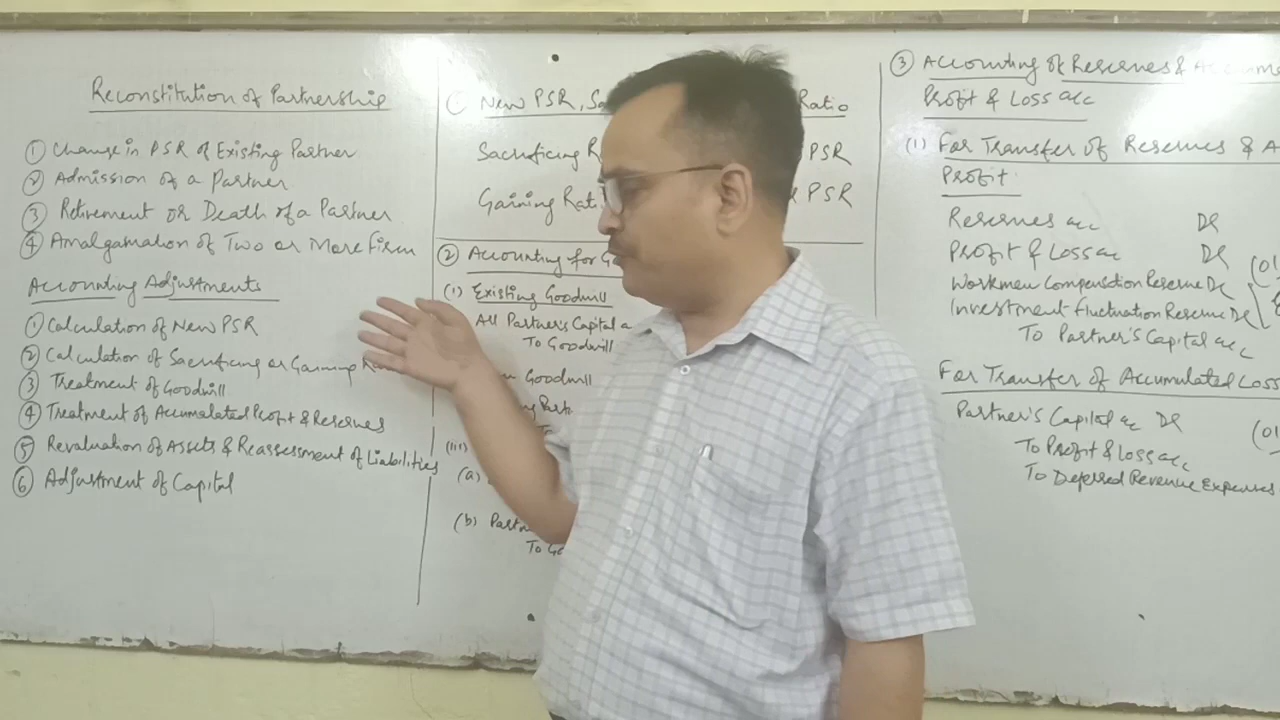 Reconstitution of Partnership
① Change in PSR of Existing Partner
② Admission of a Partner
③ Retirement or Death of a Partner
④ Amalgamation of Two or More Firm
Accounting Adjustments
① Calculation of New PSR
② Calculation of Sacrificing or Gaining
③ Treatment of Goodwill
④ Treatment of Accumulated Profit & Reserves
⑤ Revaluation of Assets & Reassessment of Liabilities
⑥ Adjustment of Capital
New PSR, Ratio
Sacrificing PSR
Gaining PSR
② Accounting for
(i) Existing Goodwill
All Partner's Capital
To Goodwill
Goodwill
(iii)
(a)
(b)
To
③ Accounting of Reserves &
Profit & Loss a/c
(1) For Transfer of Reserves &
Profit
Reserves a/c Dr
Profit & Loss a/c Dr
Workmen Compensation Reserve Dr
Investment Fluctuation Reserve Dr
To Partner's Capital a/c
For Transfer of Accumulated Loss
Partner's Capital a/c Dr
To Profit & Loss a/c
To Deferred Revenue Expenses